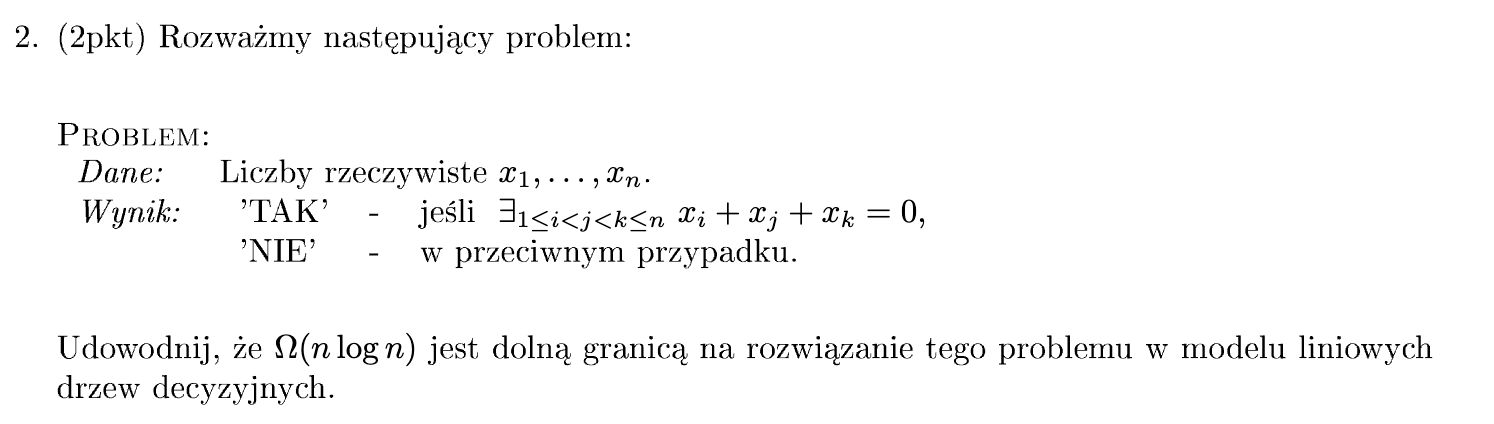 2. (2pkt) Rozważmy następujący problem:
PROBLEM:
Dane: Liczby rzeczywiste $x_1, \ldots, x_n$.
Wynik: 'TAK' - jeśli $\exists_{1 \leq i < j < k \leq n}$ $x_i + x_j + x_k = 0$,
'NIE' - w przeciwnym przypadku.
Udowodnij, że $\Omega(n \log n)$ jest dolną granicą na rozwiązanie tego problemu w modelu liniowych
drzew decyzyjnych.